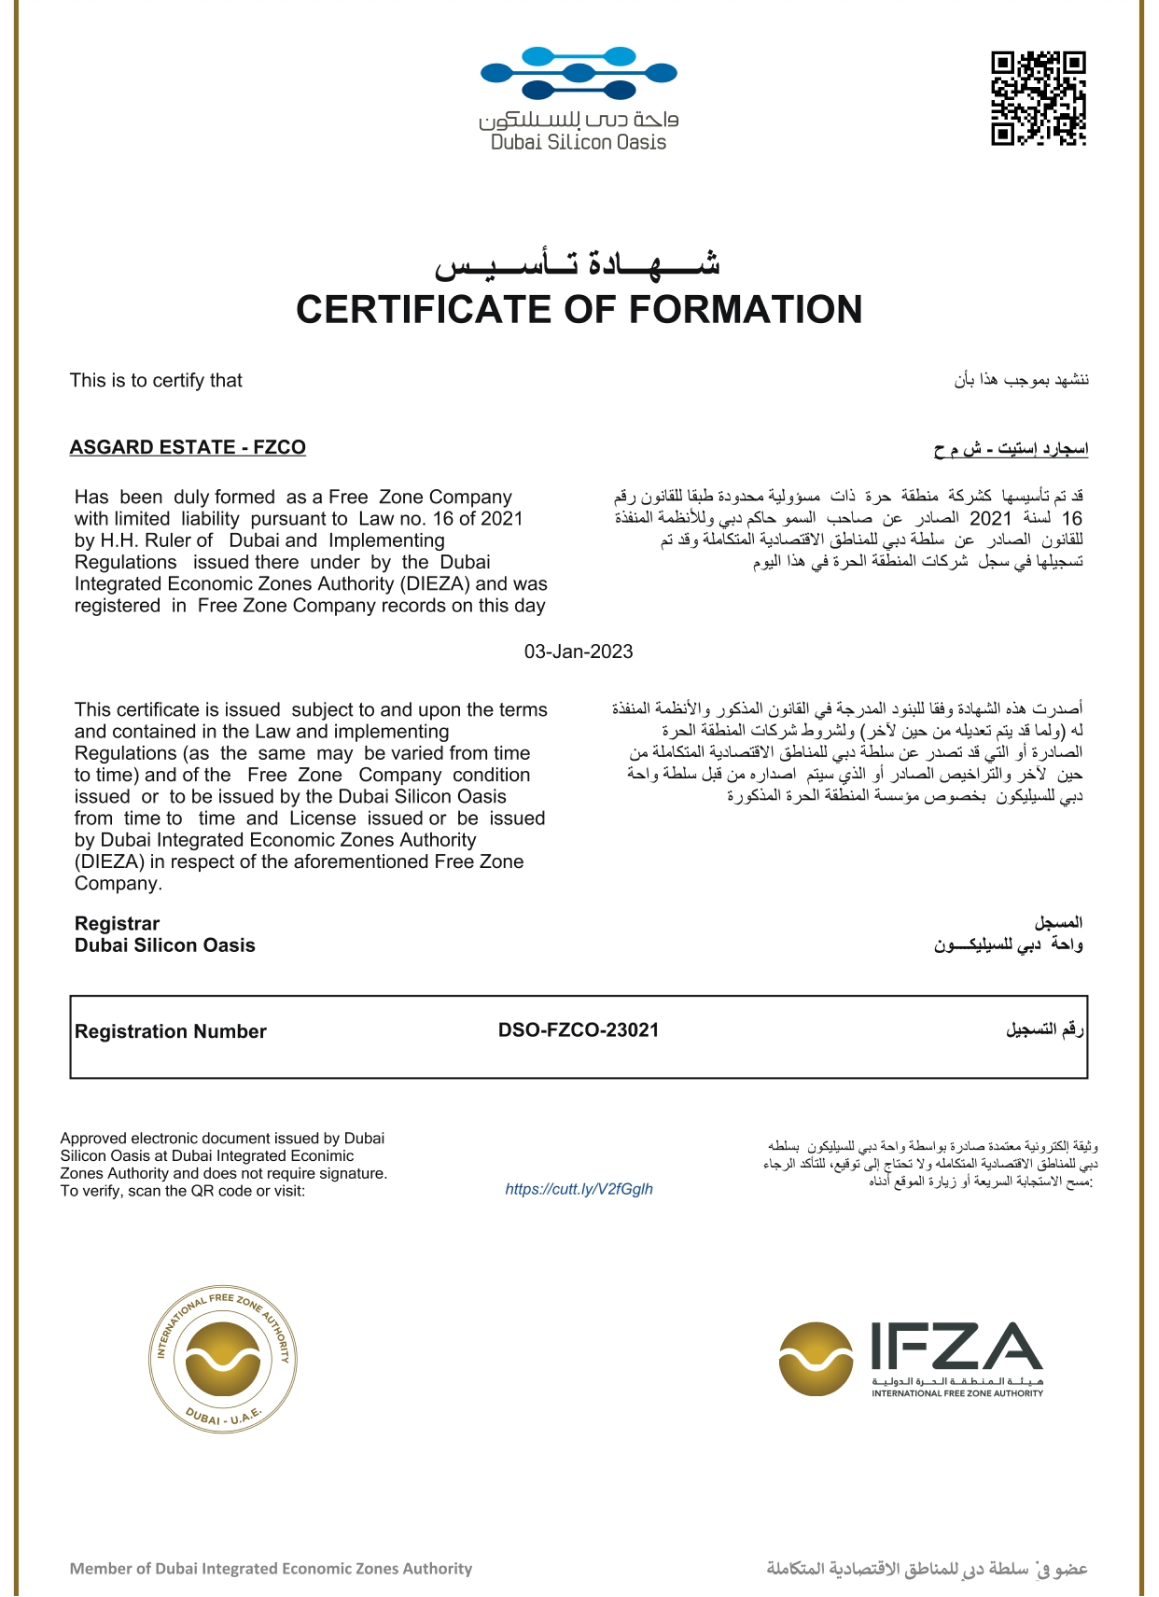 واحة دبي للسيليكون
Dubai Silicon Oasis
شـــهـــادة تـــأســـيـــس
CERTIFICATE OF FORMATION
This is to certify that
ننشهد بموجب هذا بأن
ASGARD ESTATE - FZCO
اسجارد إستيت - ش م ح
Has been duly formed as a Free Zone Company
with limited liability pursuant to Law no. 16 of 2021
by H.H. Ruler of Dubai and Implementing
Regulations issued there under by the Dubai
Integrated Economic Zones Authority (DIEZA) and was
registered in Free Zone Company records on this day
قد تم تأسيسها كشركة منطقة حرة ذات مسؤولية محدودة طبقا للقانون رقم
16 لسنة 2021 الصادر عن صاحب السمو حاكم دبي وللأنظمة المنفذة
للقانون الصادر عن سلطة دبي للمناطق الاقتصادية المتكاملة وقد تم
تسجيلها في سجل شركات المنطقة الحرة في هذا اليوم
03-Jan-2023
This certificate is issued subject to and upon the terms
and contained in the Law and implementing
Regulations (as the same may be varied from time
to time) and of the Free Zone Company condition
issued or to be issued by the Dubai Silicon Oasis
from time to time and License issued or be issued
by Dubai Integrated Economic Zones Authority
(DIEZA) in respect of the aforementioned Free Zone
Company.
أصدرت هذه الشهادة وفقا للبنود المدرجة في القانون المذكور والأنظمة المنفذة
له (ولما قد يتم تعديله من حين لآخر) ولشروط شركات المنطقة الحرة
الصادرة أو التي قد تصدر عن سلطة دبي للمناطق الاقتصادية المتكاملة من
حين لآخر والتراخيص الصادر أو الذي سيتم اصداره من قبل سلطة واحة
دبي للسيليكون بخصوص مؤسسة المنطقة الحرة المذكورة
Registrar
Dubai Silicon Oasis
المسجل
واحة دبي للسيليكـــون
Registration Number
DSO-FZCO-23021
رقم التسجيل
Approved electronic document issued by Dubai
Silicon Oasis at Dubai Integrated Econimic
Zones Authority and does not require signature.
To verify, scan the QR code or visit:
https://cutt.ly/V2fGglh
وثيقة إلكترونية معتمدة صادرة بواسطة واحة دبي للسيليكون بسلطه
دبي للمناطق الاقتصادية المتكامله ولا تحتاج إلى توقيع، للتأكد الرجاء
مسح الاستجابة السريعة أو زيارة الموقع أدناه:
INTERNATIONAL FREE ZONE AUTHORITY
DUBAI - U.A.E.
IFZA
هـيـئـة الـمـنـطـقـة الـحـرة الـدولـيـة
INTERNATIONAL FREE ZONE AUTHORITY
Member of Dubai Integrated Economic Zones Authority
عضو في سلطة دبي للمناطق الاقتصادية المتكاملة